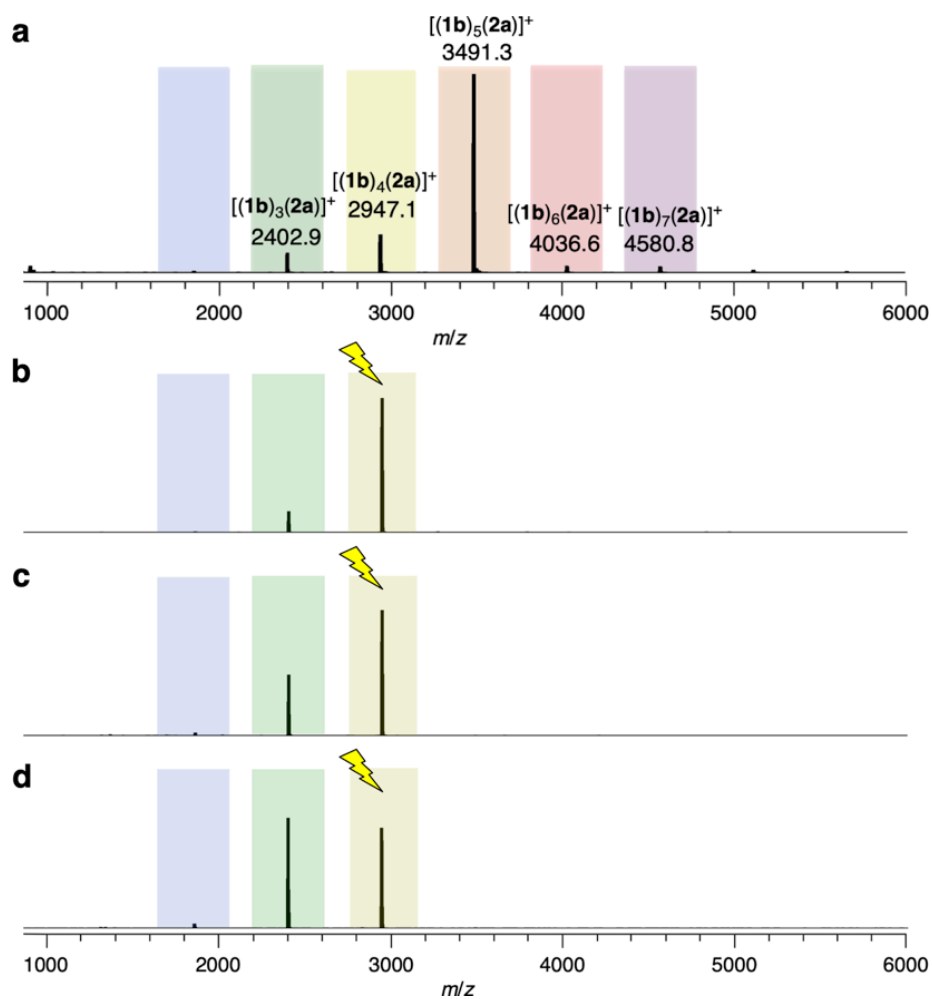 a
[(1b)₅(2a)]⁺
3491.3
[(1b)₄(2a)]⁺
2947.1
[(1b)₃(2a)]⁺
2402.9
[(1b)₆(2a)]⁺
4036.6
[(1b)₇(2a)]⁺
4580.8
1000 2000 3000 4000 5000 6000
m/z
b
c
d
1000 2000 3000 4000 5000 6000
m/z